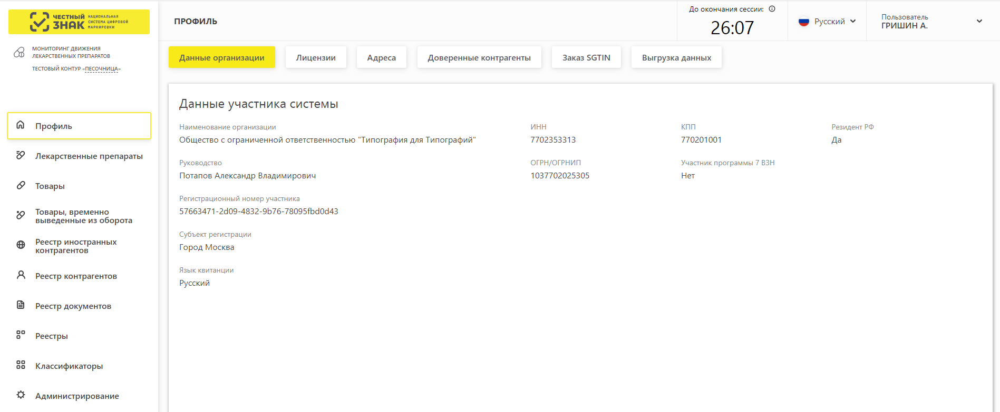 ЧЕСТНЫЙ
ЗНАК
НАЦИОНАЛЬНАЯ
СИСТЕМА ЦИФРОВОЙ
МАРКИРОВКИ
МОНИТОРИНГ ДВИЖЕНИЯ
ЛЕКАРСТВЕННЫХ ПРЕПАРАТОВ
ТЕСТОВЫЙ КОНТУР «ПЕСОЧНИЦА»
Профиль
Лекарственные препараты
Товары
Товары, временно
выведенные из оборота
Реестр иностранных
контрагентов
Реестр контрагентов
Реестр документов
Реестры
Классификаторы
Администрирование
ПРОФИЛЬ
До окончания сессии:
26:07
Русский
Пользователь
ГРИШИН А.
Данные организации
Лицензии
Адреса
Доверенные контрагенты
Заказ SGTIN
Выгрузка данных
Данные участника системы
Наименование организации
Общество с ограниченной ответственностью "Типография для Типографий"
ИНН
7702353313
КПП
770201001
Резидент РФ
Да
Руководство
Потапов Александр Владимирович
ОГРН/ОГРНИП
1037702025305
Участник программы 7 ВЗН
Нет
Регистрационный номер участника
57663471-2d09-4832-9b76-78095fbd0d43
Субъект регистрации
Город Москва
Язык квитанции
Русский